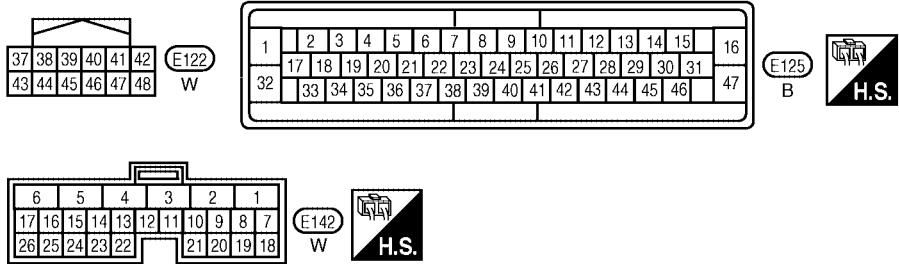 37 38 39 40 41 42
43 44 45 46 47 48
E122
W
1 2 3 4 5 6 7 8 9 10 11 12 13 14 15 16
17 18 19 20 21 22 23 24 25 26 27 28 29 30 31
32 33 34 35 36 37 38 39 40 41 42 43 44 45 46 47
E125
B
H.S.
6 5 4 3 2 1
17 16 15 14 13 12 11 10 9 8 7
26 25 24 23 22 21 20 19 18
E142
W
H.S.